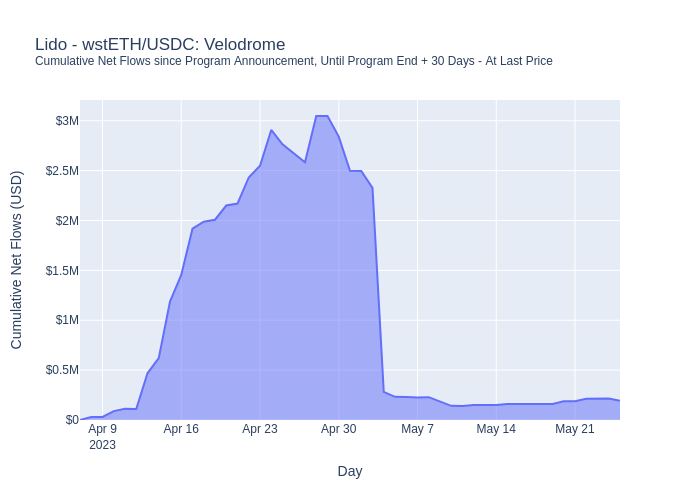 Lido - wstETH/USDC: Velodrome
Cumulative Net Flows since Program Announcement, Until Program End + 30 Days - At Last Price
Cumulative Net Flows (USD)
$3M
$2.5M
$2M
$1.5M
$1M
$0.5M
$0
Apr 9
2023
Apr 16
Apr 23
Apr 30
May 7
May 14
May 21
Day